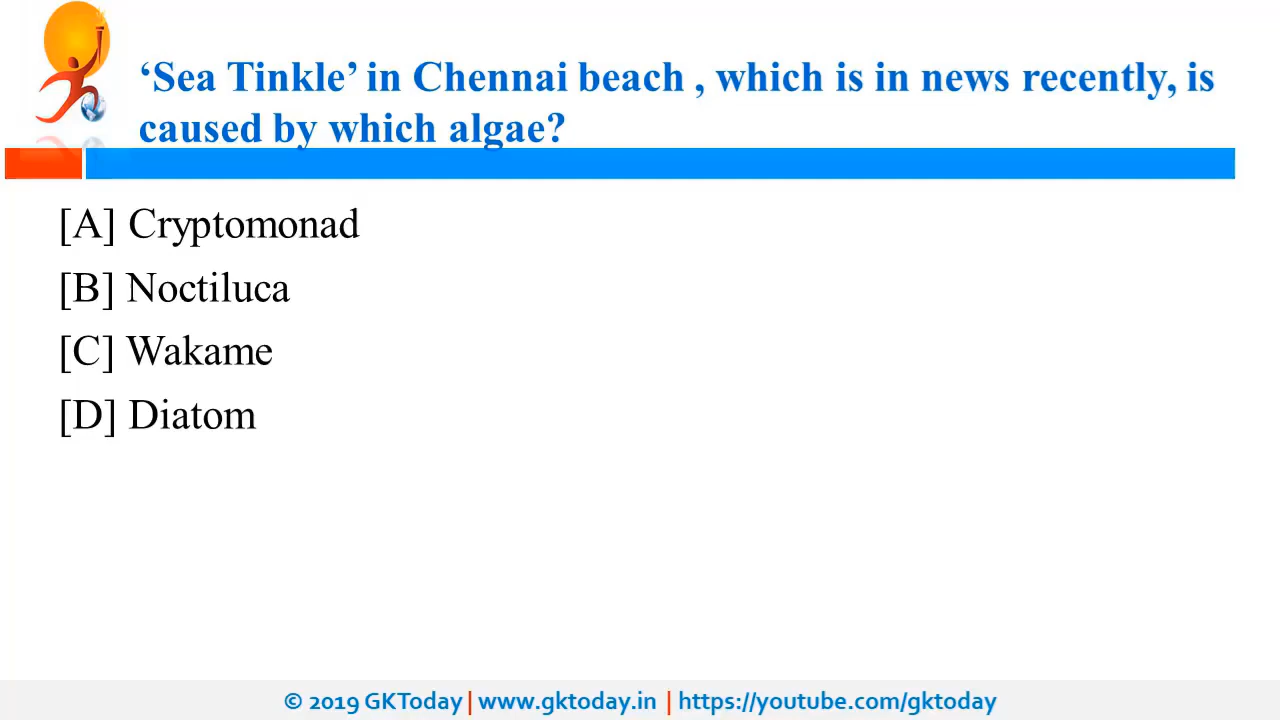 ‘Sea Tinkle’ in Chennai beach , which is in news recently, is
caused by which algae?
[A] Cryptomonad
[B] Noctiluca
[C] Wakame
[D] Diatom
© 2019 GKToday | www.gktoday.in | https://youtube.com/gktoday